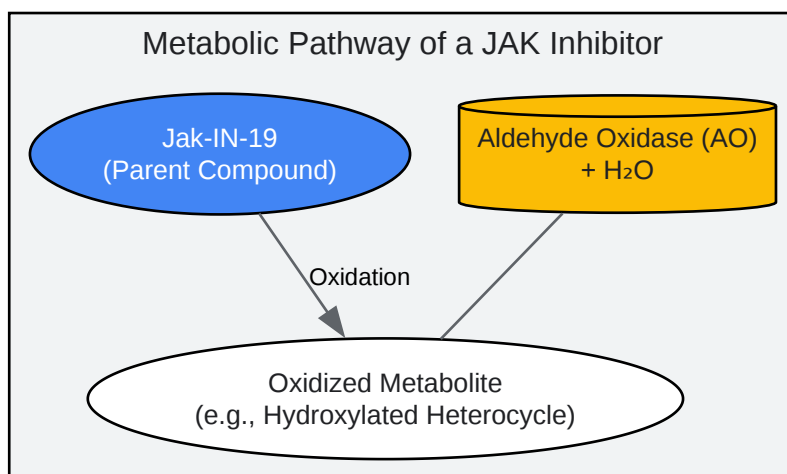 Metabolic Pathway of a JAK Inhibitor
Jak-IN-19
(Parent Compound)
Aldehyde Oxidase (AO)
+ H₂O
Oxidation
Oxidized Metabolite
(e.g., Hydroxylated Heterocycle)